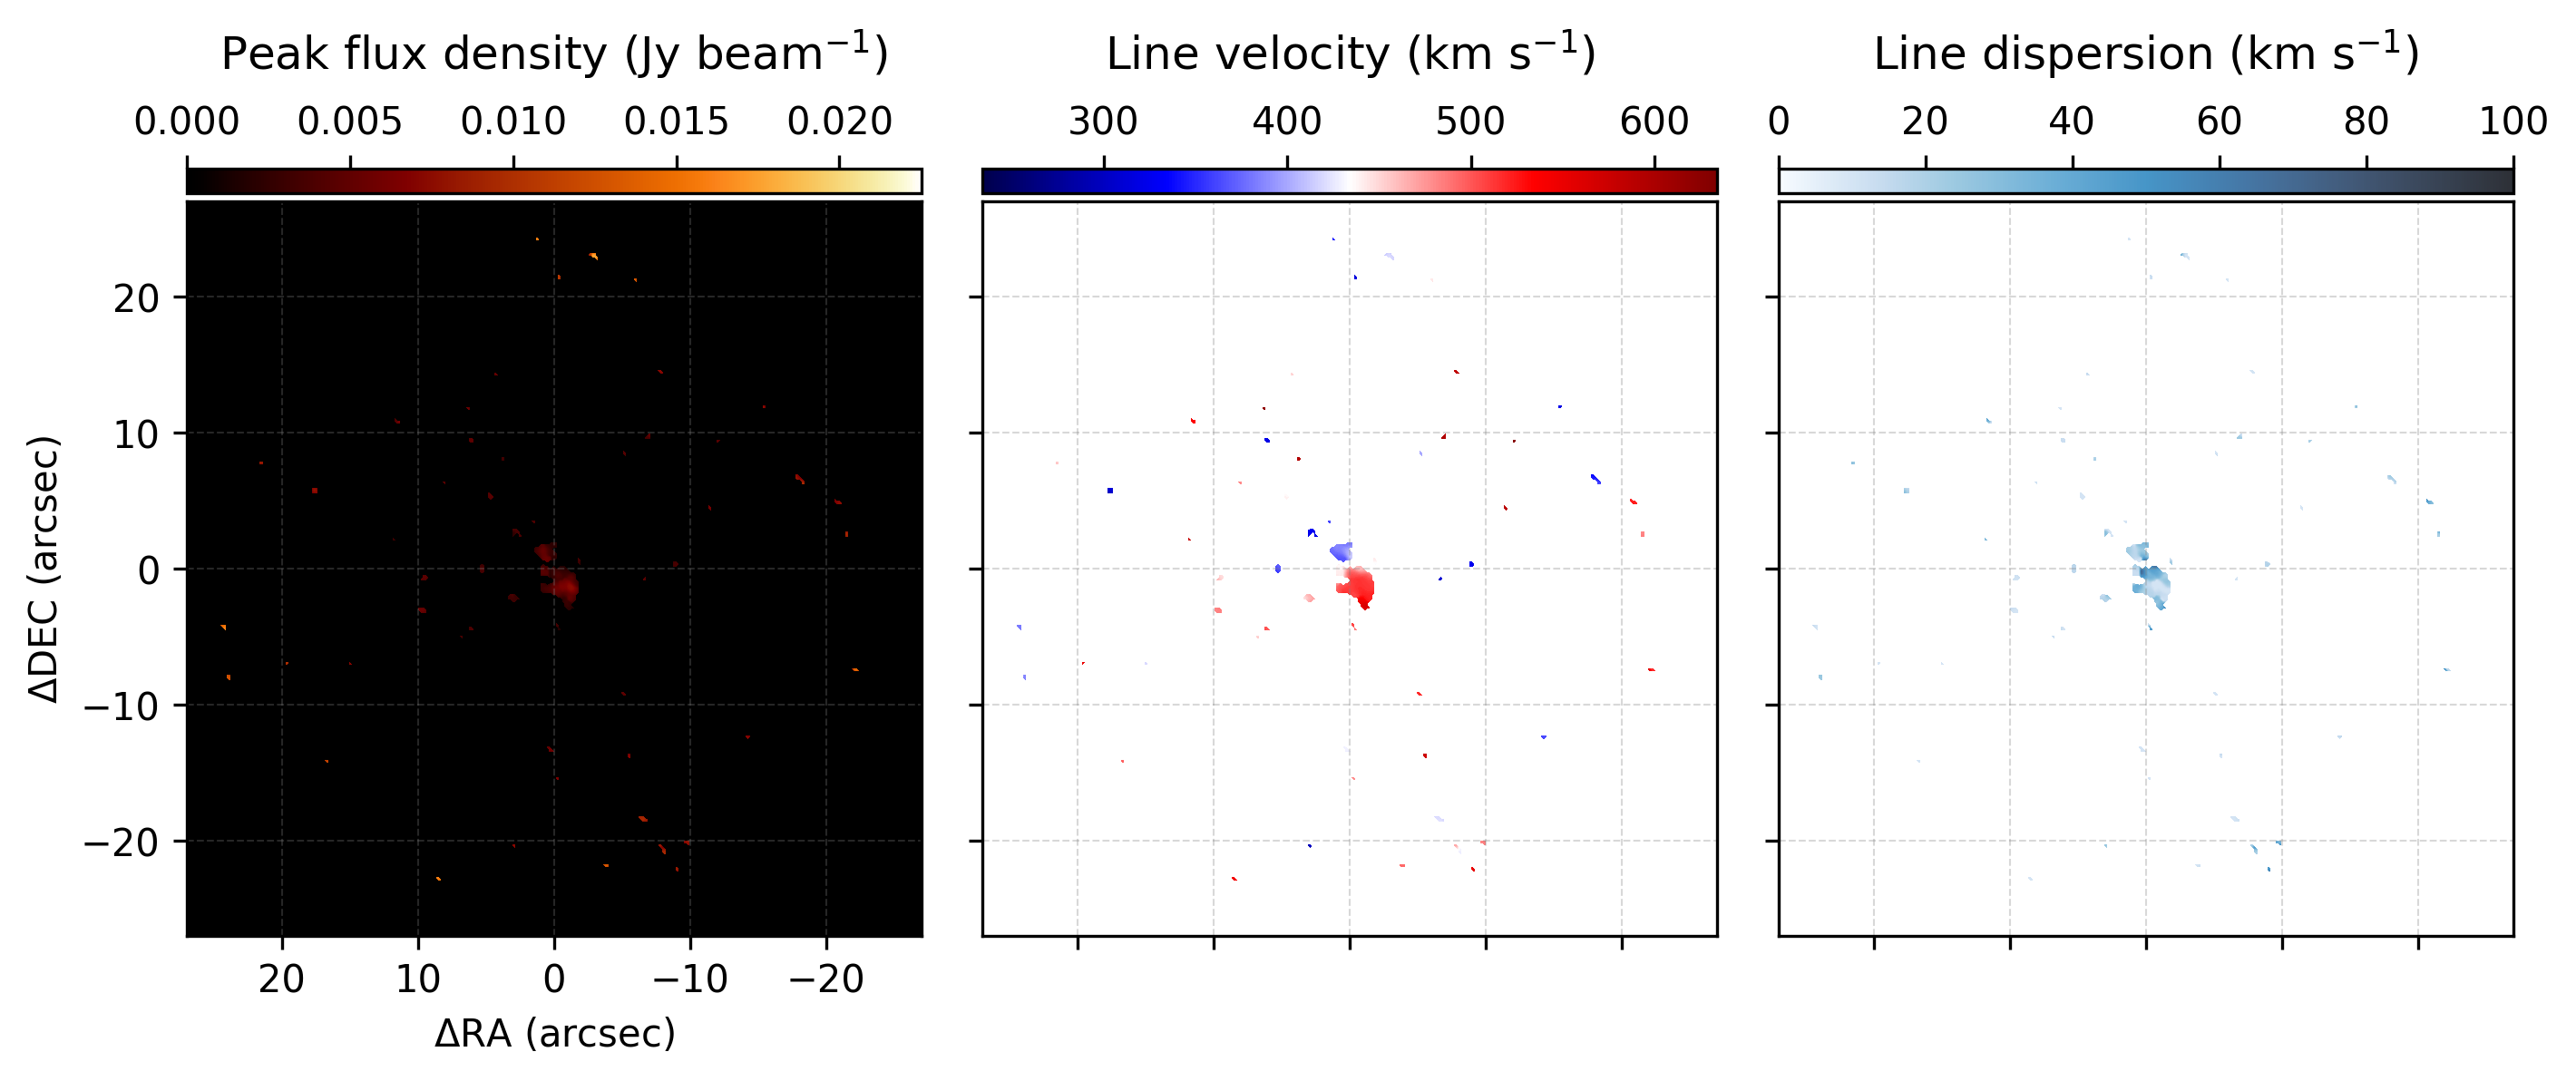 Peak flux density (Jy beam⁻¹) Line velocity (km s⁻¹) Line dispersion (km s⁻¹)
0.000 0.005 0.010 0.015 0.020 300 400 500 600 0 20 40 60 80 100
20
10
0
−10
−20
ΔDEC (arcsec)
20 10 0 −10 −20
ΔRA (arcsec)